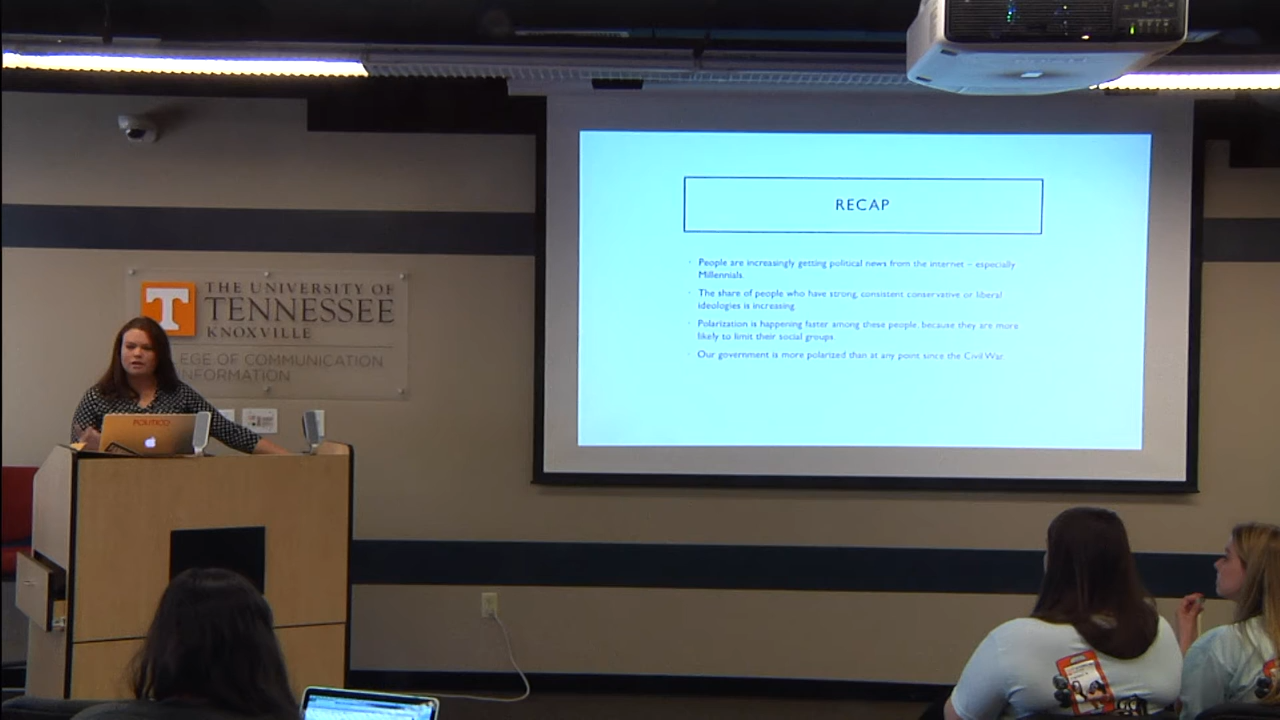 RECAP
People are increasingly getting political news from the internet – especially
Millennials
The share of people who have strong, consistent conservative or liberal
ideologies is increasing
Polarization is happening faster among these people, because they are more
likely to limit their social groups.
Our government is more polarized than at any point since the Civil War.
T
THE UNIVERSITY OF
TENNESSEE
KNOXVILLE
EGE OF COMMUNICATION
NFORMATION
POLITICO